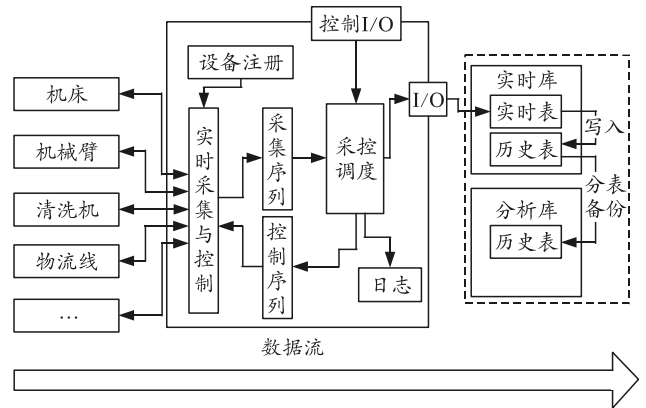 控制I/O
设备注册
I/O
机床
机械臂
清洗机
物流线
…
实时采集与控制
采集序列
控制序列
采控
调度
日志
实时库
实时表
历史表
写入
分表
备份
分析库
历史表
数据流